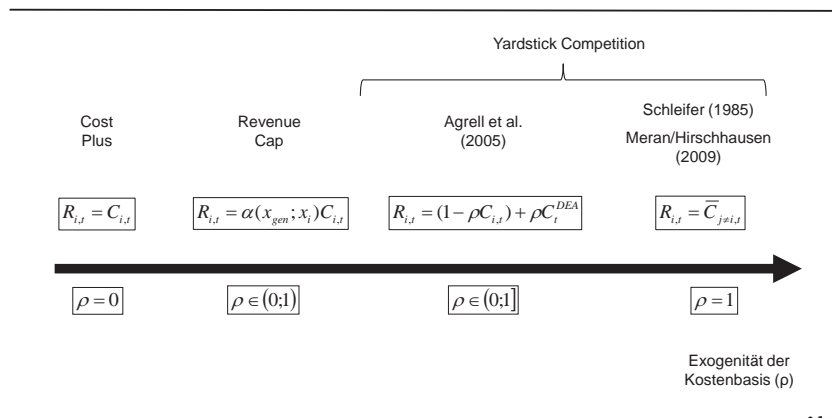 Yardstick Competition
Cost
Plus
Revenue
Cap
Agrell et al.
(2005)
Schleifer (1985)
Meran/Hirschhausen
(2009)
R_{i,t} = C_{i,t}
R_{i,t} = α(x_{gen}; x_i)C_{i,t}
R_{i,t} = (1 − ρC_{i,t}) + ρC_t^{DEA}
R_{i,t} = \overline{C}_{j≠i,t}
ρ = 0
ρ ∈ (0;1)
ρ ∈ (0;1]
ρ = 1
Exogenität der
Kostenbasis (ρ)